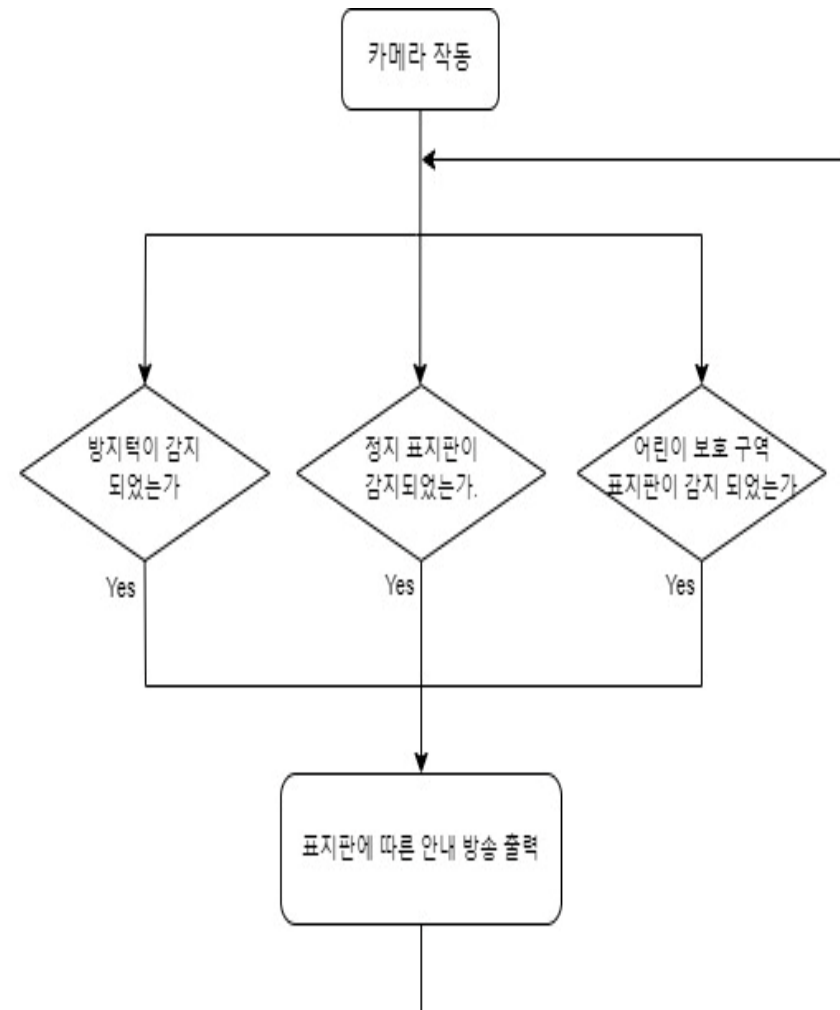 카메라 작동
방지턱이 감지
되었는가
정지 표지판이
감지되었는가.
어린이 보호 구역
표지판이 감지 되었는가
Yes
Yes
Yes
표지판에 따른 안내 방송 출력